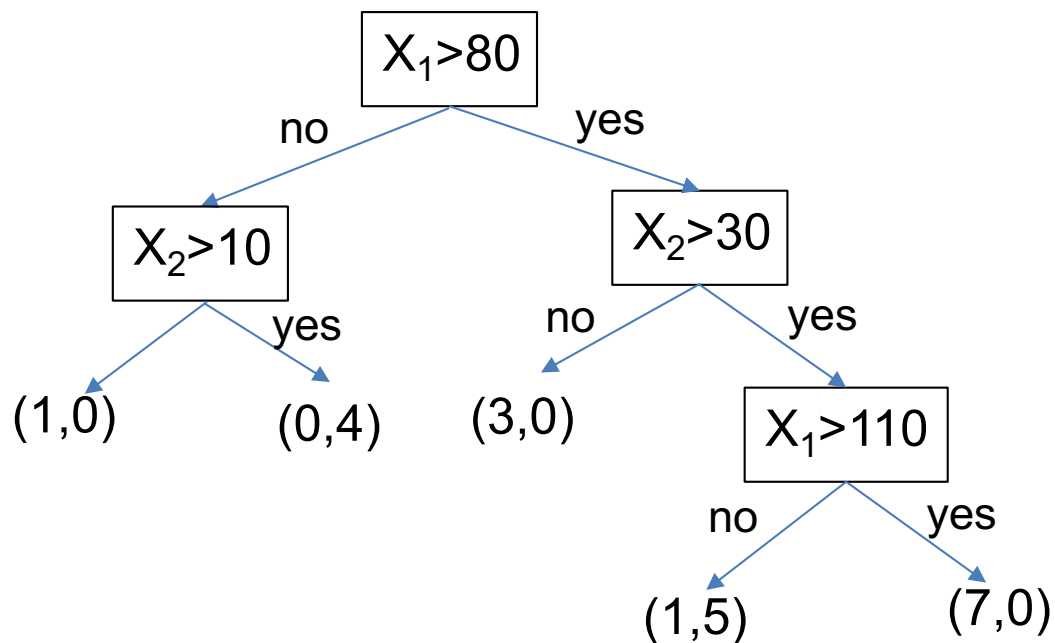 X₁>80
no
yes
X₂>10
X₂>30
yes
no
yes
(1,0)
(0,4)
(3,0)
X₁>110
no
yes
(1,5)
(7,0)